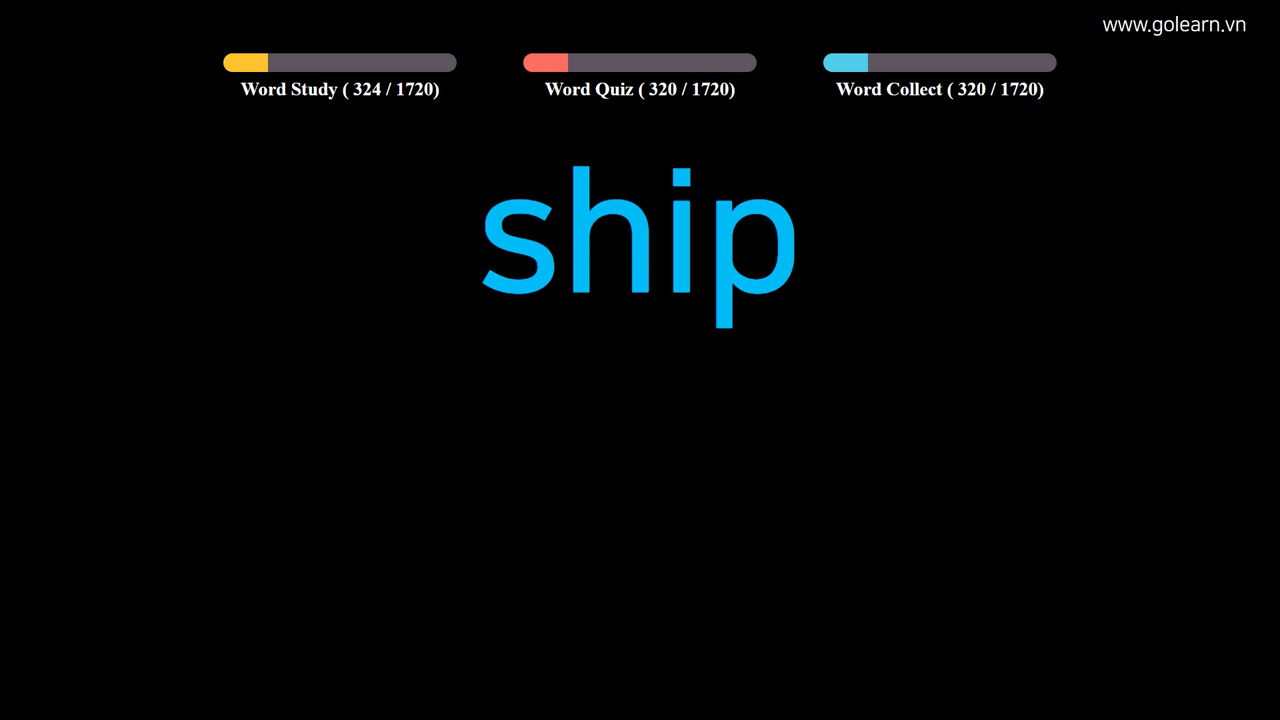 www.golearn.vn
Word Study ( 324 / 1720)
Word Quiz ( 320 / 1720)
Word Collect ( 320 / 1720)
ship